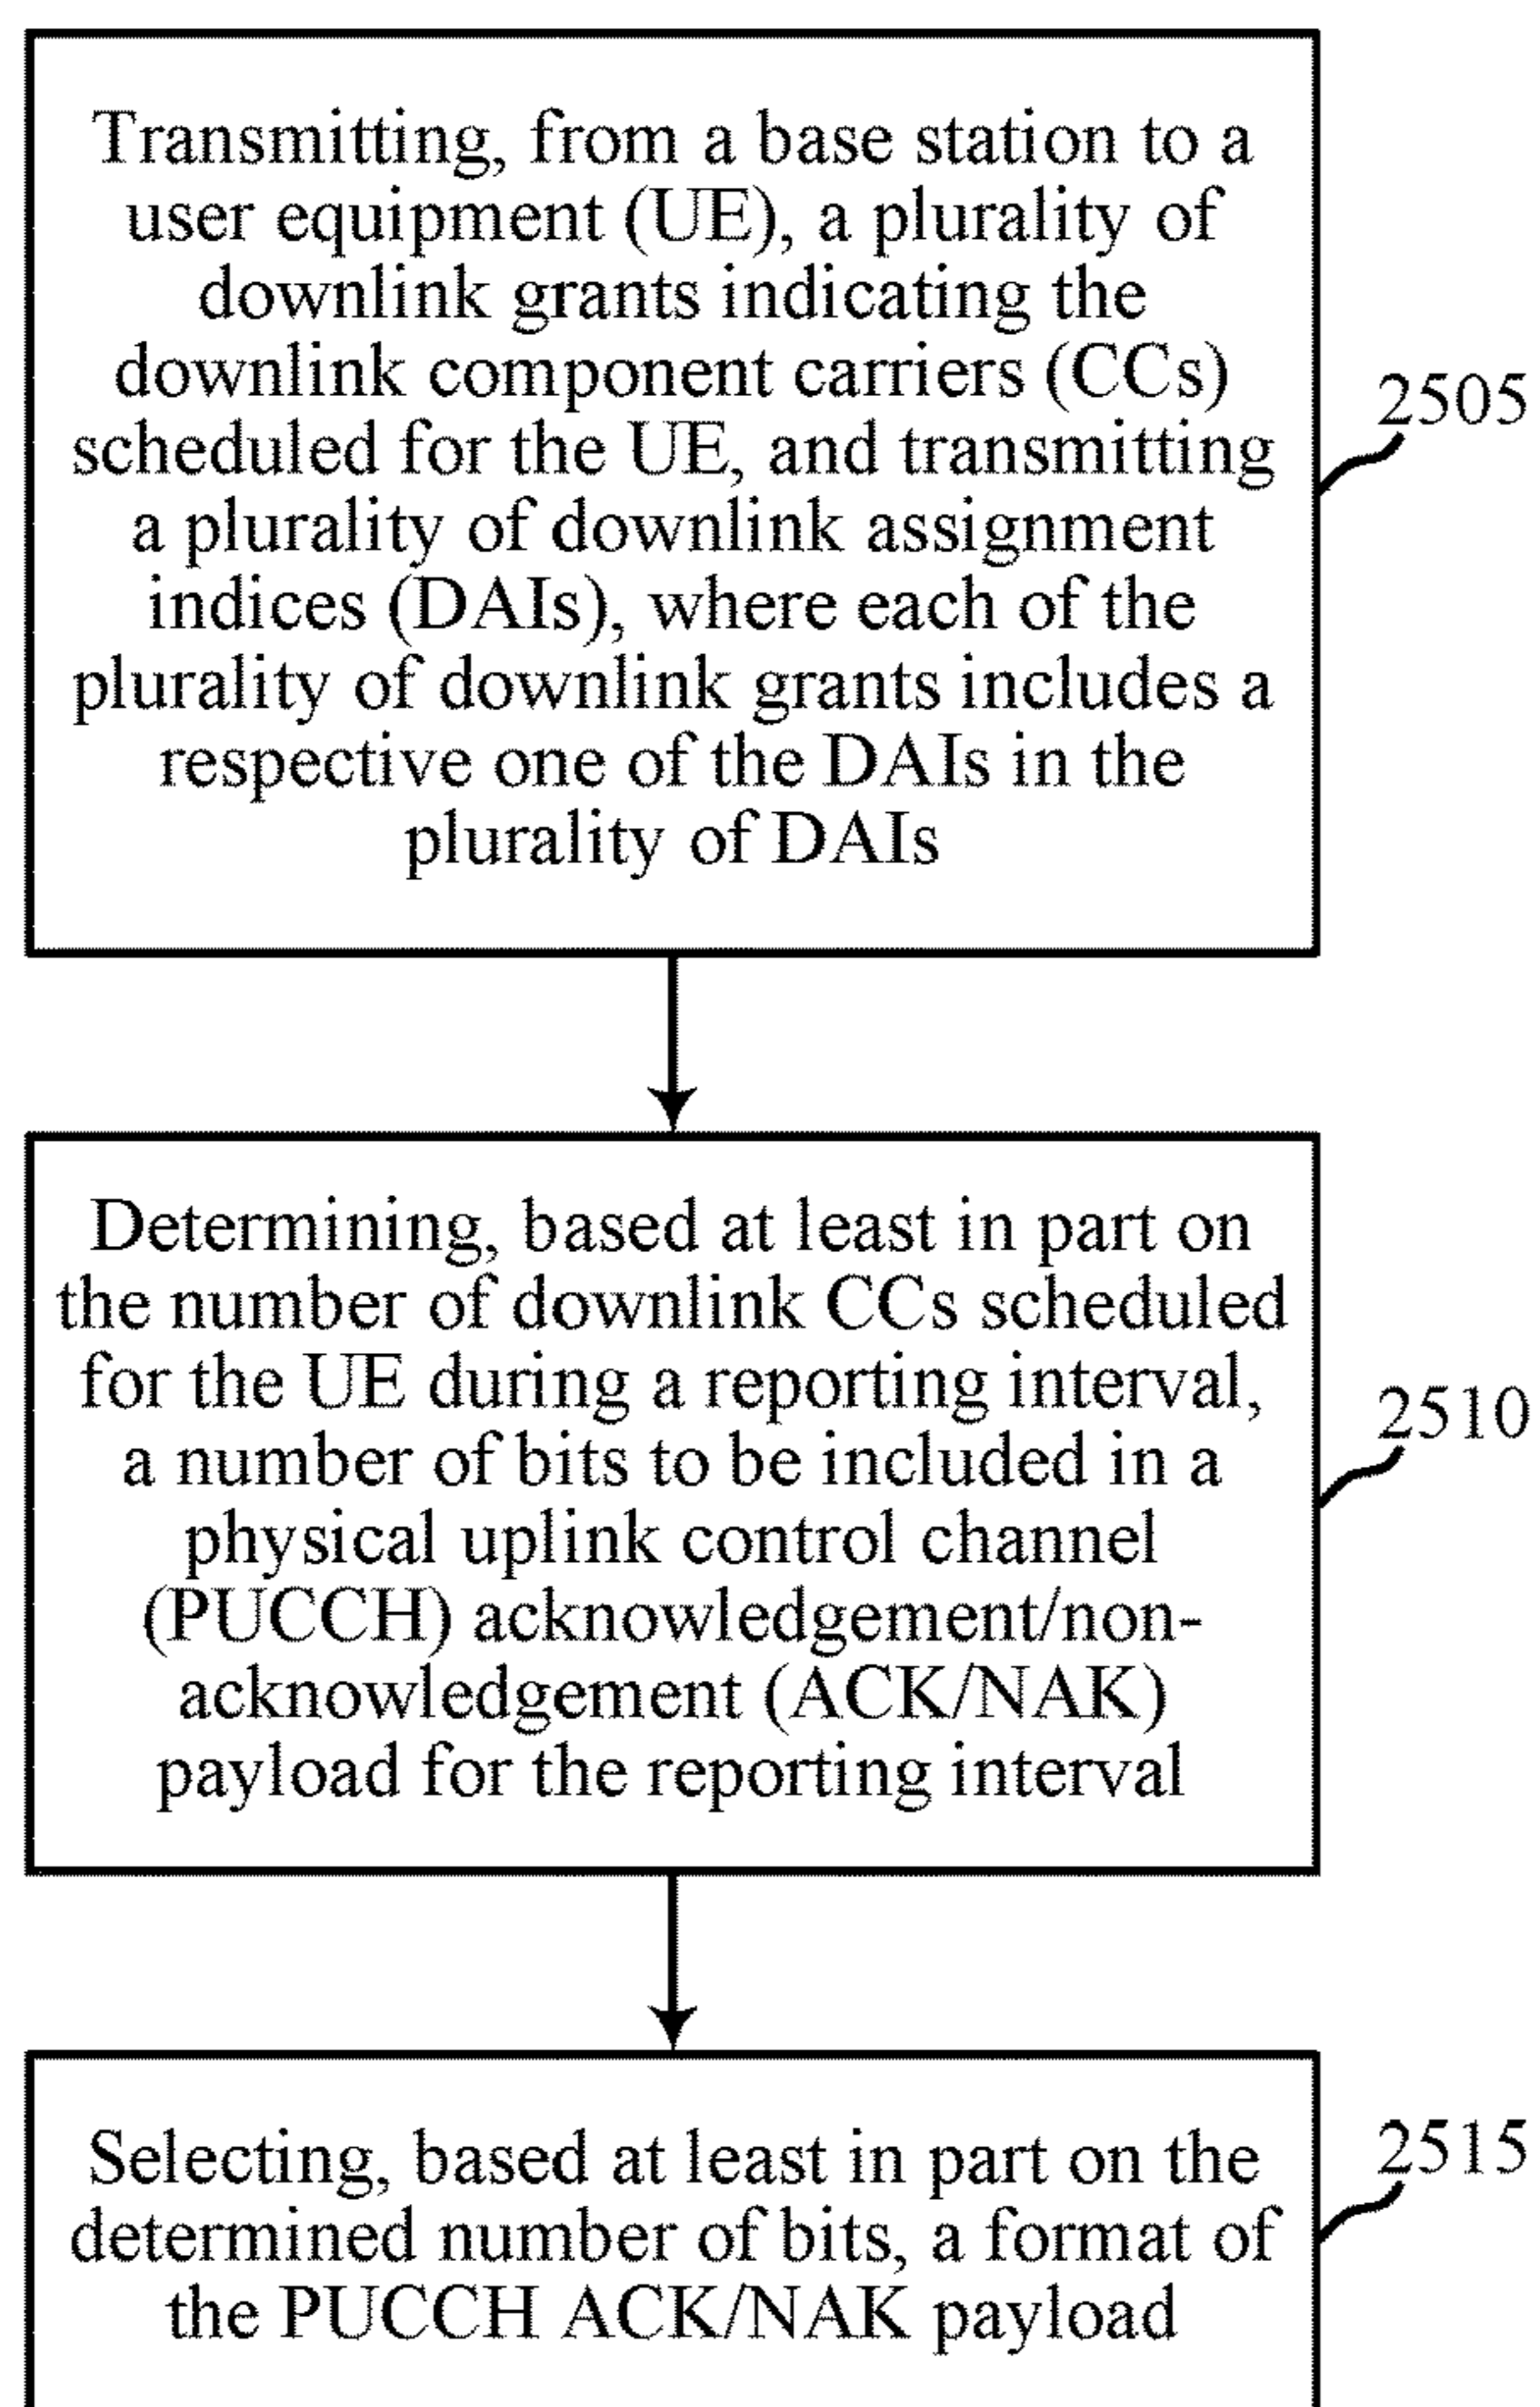 Transmitting, from a base station to a
user equipment (UE), a plurality of
downlink grants indicating the
downlink component carriers (CCs)
scheduled for the UE, and transmitting
a plurality of downlink assignment
indices (DAIs), where each of the
plurality of downlink grants includes a
respective one of the DAIs in the
plurality of DAIs
2505
Determining, based at least in part on
the number of downlink CCs scheduled
for the UE during a reporting interval,
a number of bits to be included in a
physical uplink control channel
(PUCCH) acknowledgement/non-
acknowledgement (ACK/NAK)
payload for the reporting interval
2510
Selecting, based at least in part on the
determined number of bits, a format of
the PUCCH ACK/NAK payload
2515